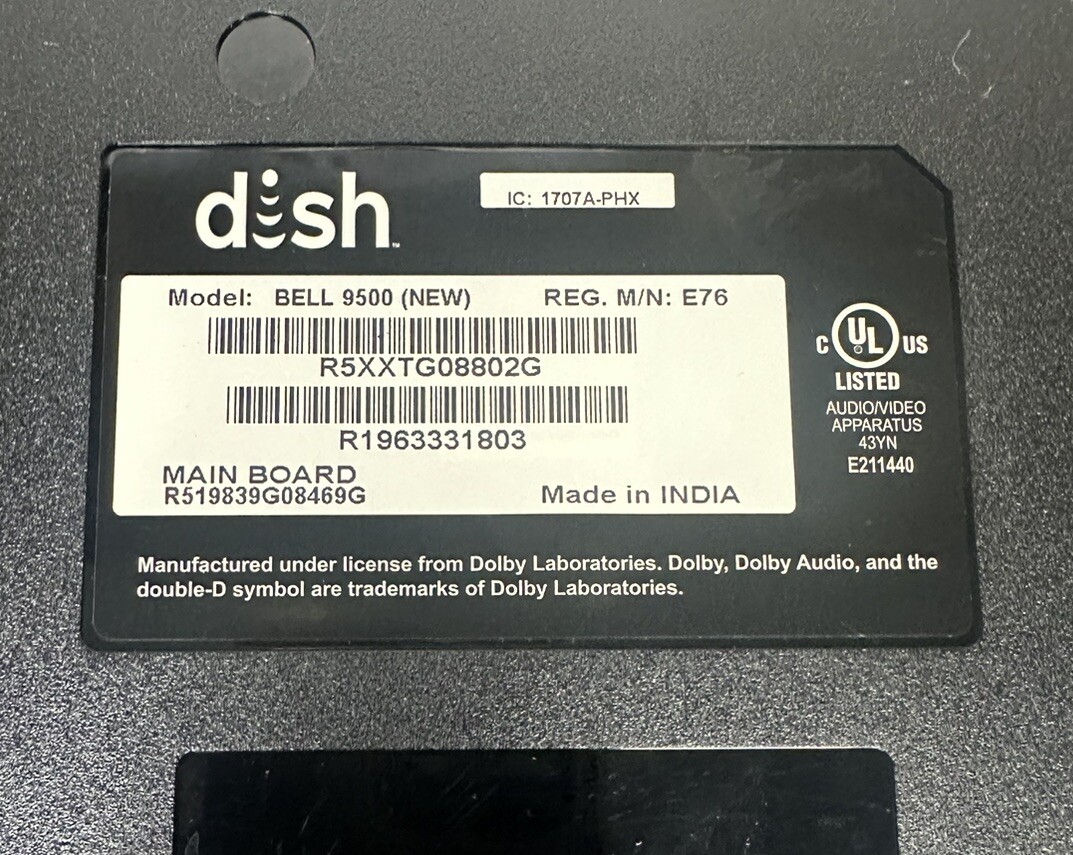 dish™
IC: 1707A-PHX
Model: BELL 9500 (NEW) REG. M/N: E76
R5XXTG08802G
R1963331803
MAIN BOARD
R519839G08469G
Made in INDIA
C UL US
LISTED
AUDIO/VIDEO
APPARATUS
43YN
E211440
Manufactured under license from Dolby Laboratories. Dolby, Dolby Audio, and the
double-D symbol are trademarks of Dolby Laboratories.